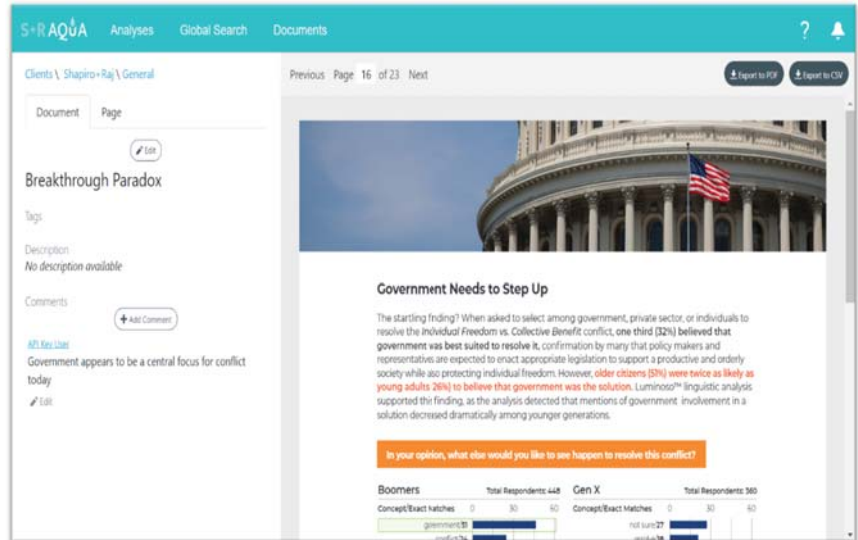 S+R AQUA Analyses Global Search Documents ?
Clients \ Shapiro+Raj \ General
Previous Page 16 of 23 Next
Export to PDF
Export to CSV
Document Page
Edit
Breakthrough Paradox
Tags
Description
No description available
Comments
+ Add Comment
API Key User
Government appears to be a central focus for conflict
today
Edit
Government Needs to Step Up
The startling finding? When asked to select among government, private sector, or individuals to
resolve the Individual Freedom vs. Collective Benefit conflict, one third (32%) believed that
government was best suited to resolve it, confirmation by many that policy makers and
representatives are expected to enact appropriate legislation to support a productive and orderly
society while also protecting individual freedom. However, older citizens (51%) were twice as likely as
young adults 26%) to believe that government was the solution. Luminoso™ linguistic analysis
supported this finding, as the analysis detected that mentions of government involvement in a
solution decreased dramatically among younger generations.
In your opinion, what else would you like to see happen to resolve this conflict?
Boomers Total Respondents: 448
Concept/Exact Matches 0 30 60
government 51
Gen X Total Respondents: 360
Concept/Exact Matches 0 30 60
not sure 27